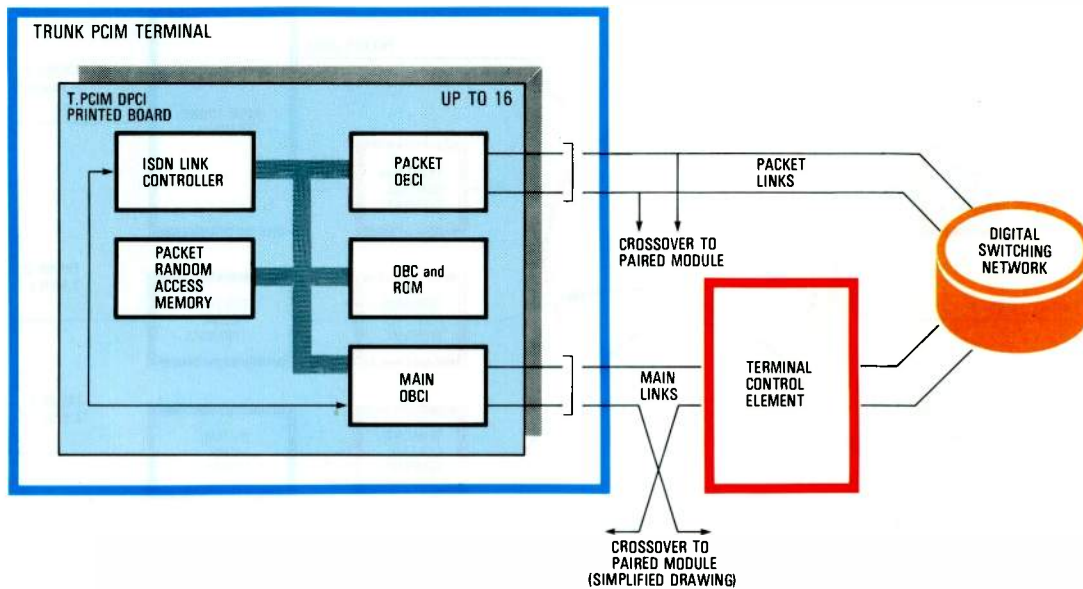 TRUNK PCIM TERMINAL
T.PCIM DPCI
PRINTED BOARD
UP TO 16
ISDN LINK
CONTROLLER
PACKET
OECI
PACKET
RANDOM
ACCESS
MEMORY
OBC and
ROM
MAIN
OBCI
PACKET
LINKS
CROSSOVER TO
PAIRED MODULE
DIGITAL
SWITCHING
NETWORK
MAIN
LINKS
TERMINAL
CONTROL
ELEMENT
CROSSOVER TO
PAIRED MODULE
(SIMPLIFIED DRAWING)